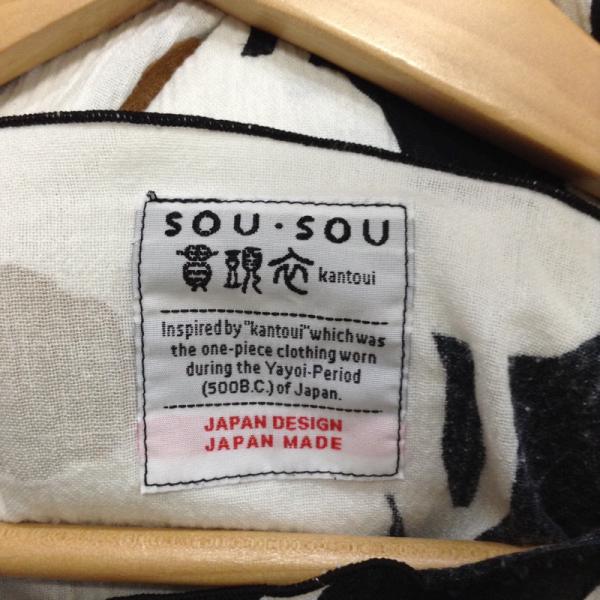 SOU・SOU
貫頭衣 kantoui
Inspired by "kantoui" which was
the one-piece clothing worn
during the Yayoi-Period
(500B.C.) of Japan.
JAPAN DESIGN
JAPAN MADE